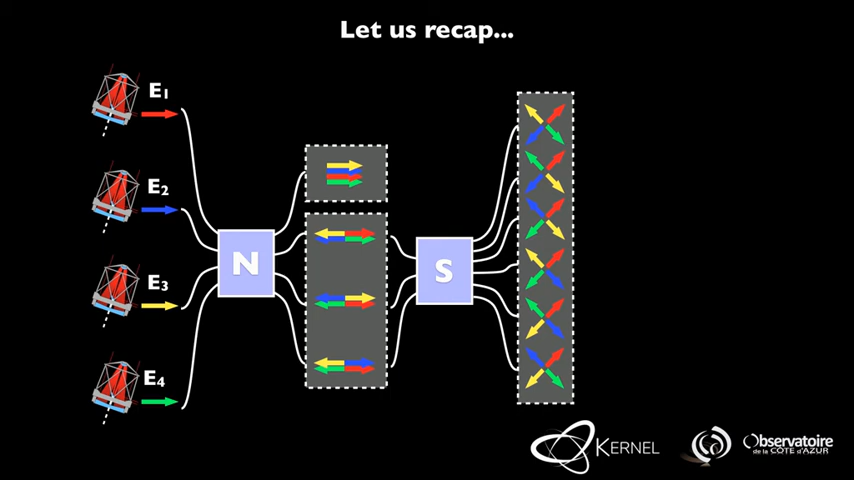 Let us recap...
E1
E2
E3
E4
N
S
KERNEL
Observatoire
de la CÔTE d'AZUR